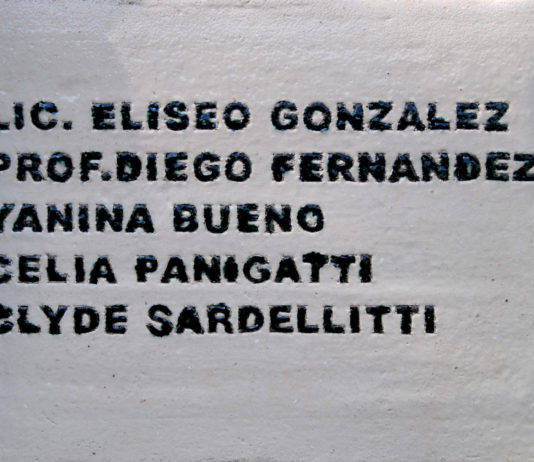 LIC. ELISEO GONZALEZ
PROF.DIEGO FERNANDEZ
YANINA BUENO
CELIA PANIGATTI
CLYDE SARDELLITTI